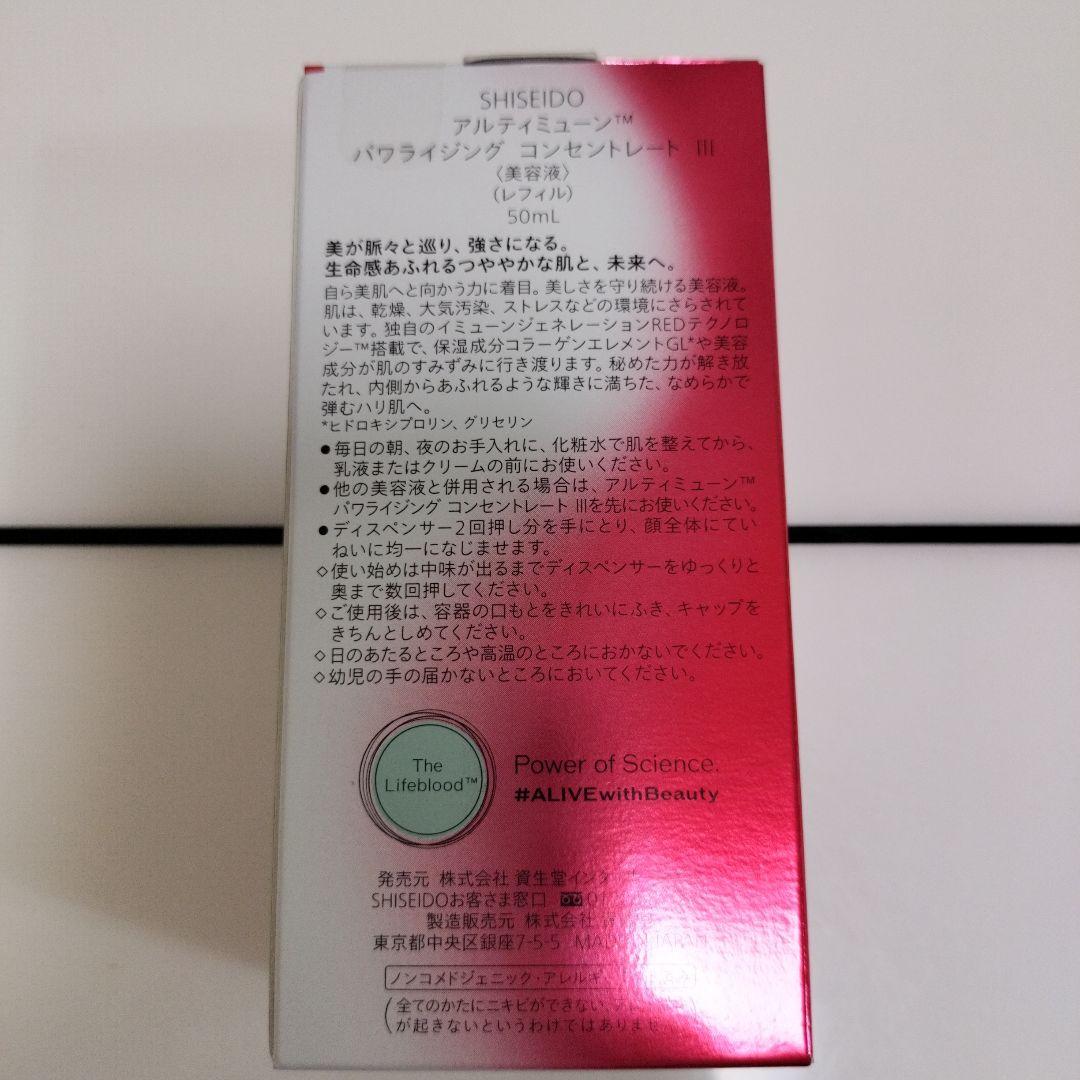 SHISEIDO
アルティミューン™
パワライジング コンセントレート III
〈美容液〉
(レフィル)
50mL
美が脈々と巡り、強さになる。
生命感あふれるつややかな肌と、未来へ。
自ら美肌へと向かう力に着目。美しさを守り続ける美容液。
肌は、乾燥、大気汚染、ストレスなどの環境にさらされて
います。独自のイミューンジェネレーションREDテクノロ
ジー™搭載で、保湿成分コラーゲンエレメントGL*や美容
成分が肌のすみずみに行き渡ります。秘めた力が解き放
たれ、内側からあふれるような輝きに満ちた、なめらかで
弾むハリ肌へ。
*ヒドロキシプロリン、グリセリン
●毎日の朝、夜のお手入れに、化粧水で肌を整えてから、
乳液またはクリームの前にお使いください。
●他の美容液と併用される場合は、アルティミューン™
パワライジング コンセントレート IIIを先にお使いください。
●ディスペンサー2回押し分を手にとり、顔全体にてい
ねいに均一になじませます。
◇使い始めは中味が出るまでディスペンサーをゆっくりと
奥まで数回押してください。
◇ご使用後は、容器の口もとをきれいにふき、キャップを
きちんとしめてください。
◇日のあたるところや高温のところにおかないでください。
◇幼児の手の届かないところにおいてください。
The
Lifeblood™
Power of Science.
#ALIVEwithBeauty
発売元 株式会社 資生堂イン
SHISEIDOお客さま窓口
製造販売元 株式会社
東京都中央区銀座7-5-5 MADE IN JAPAN
ノンコメドジェニック・アレルギ
(全てのかたにニキビができない
が起きないというわけではありませ